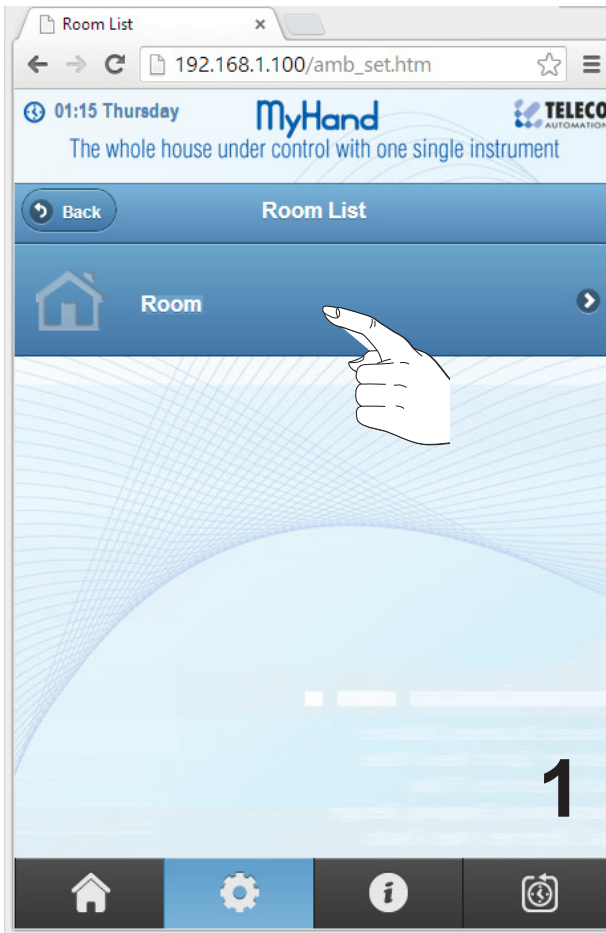 Room List
192.168.1.100/amb_set.htm
01:15 Thursday
MyHand
TELECO
AUTOMATION
The whole house under control with one single instrument
Back
Room List
Room
1